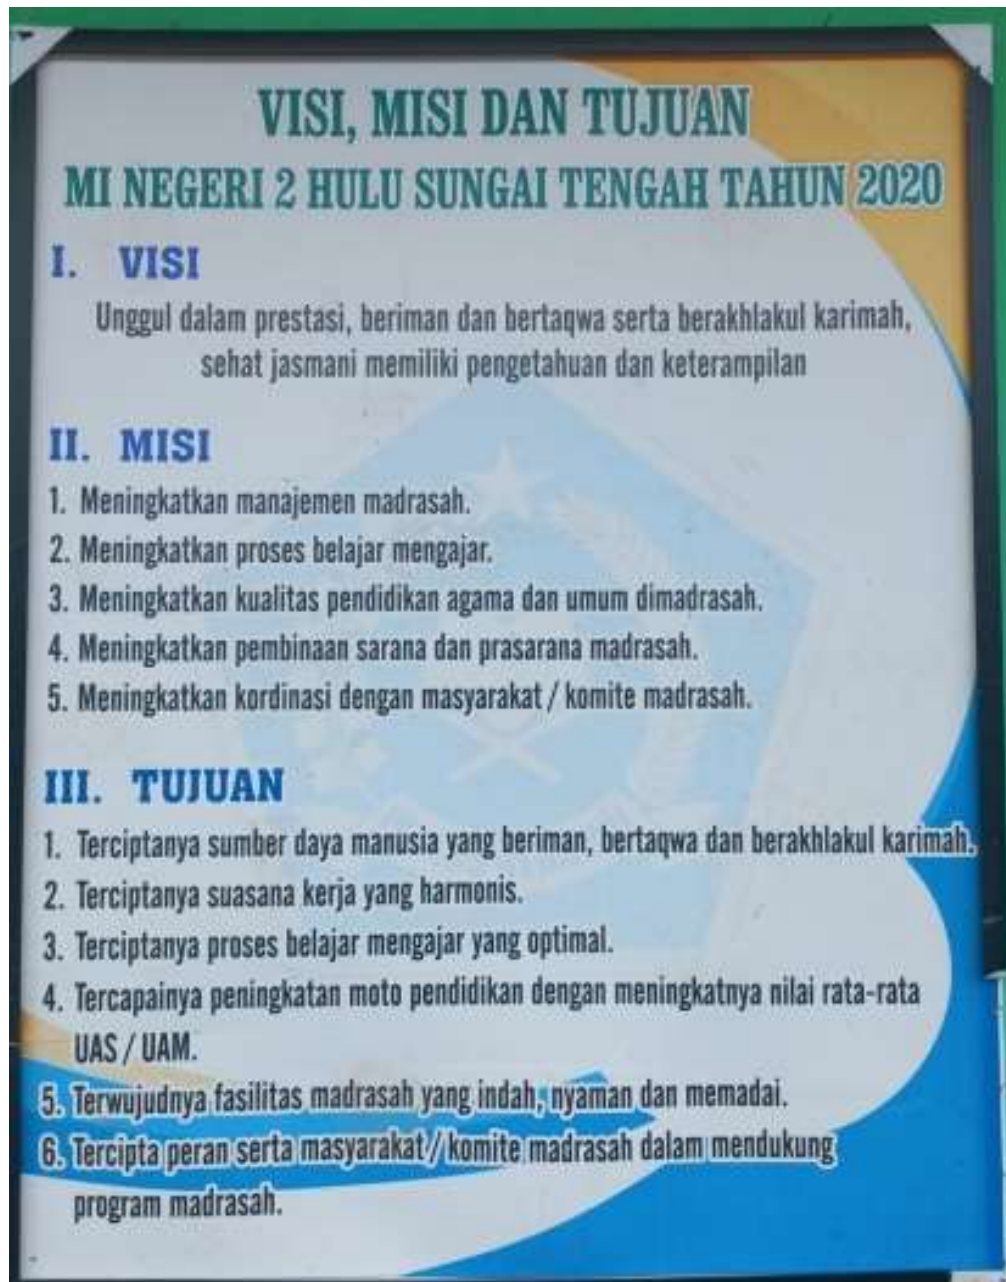 VISI, MISI DAN TUJUAN
MI NEGERI 2 HULU SUNGAI TENGAH TAHUN 2020
I. VISI
Unggul dalam prestasi, beriman dan bertaqwa serta berakhlakul karimah,
sehat jasmani memiliki pengetahuan dan keterampilan
II. MISI
1. Meningkatkan manajemen madrasah.
2. Meningkatkan proses belajar mengajar.
3. Meningkatkan kualitas pendidikan agama dan umum dimadrasah.
4. Meningkatkan pembinaan sarana dan prasarana madrasah.
5. Meningkatkan kordinasi dengan masyarakat / komite madrasah.
III. TUJUAN
1. Terciptanya sumber daya manusia yang beriman, bertaqwa dan berakhlakul karimah.
2. Terciptanya suasana kerja yang harmonis.
3. Terciptanya proses belajar mengajar yang optimal.
4. Tercapainya peningkatan moto pendidikan dengan meningkatnya nilai rata-rata
UAS / UAM.
5. Terwujudnya fasilitas madrasah yang indah, nyaman dan memadai.
6. Tercipta peran serta masyarakat / komite madrasah dalam mendukung
program madrasah.